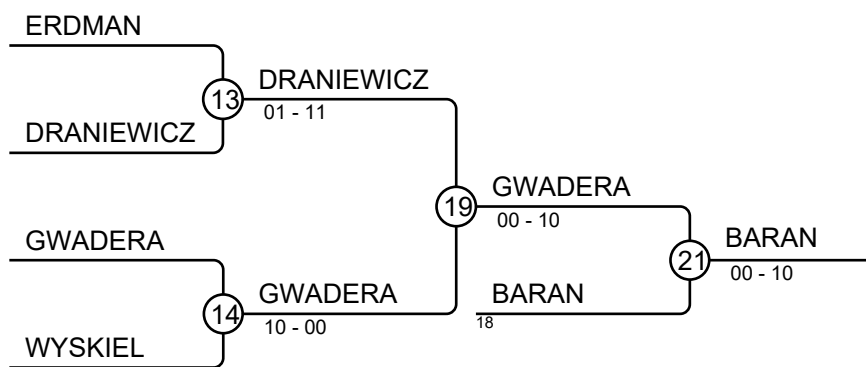 ERDMAN
13
DRANIEWICZ
01 - 11
DRANIEWICZ
19
GWADERA
00 - 10
GWADERA
14
GWADERA
10 - 00
WYSKIEL
BARAN
18
21
BARAN
00 - 10